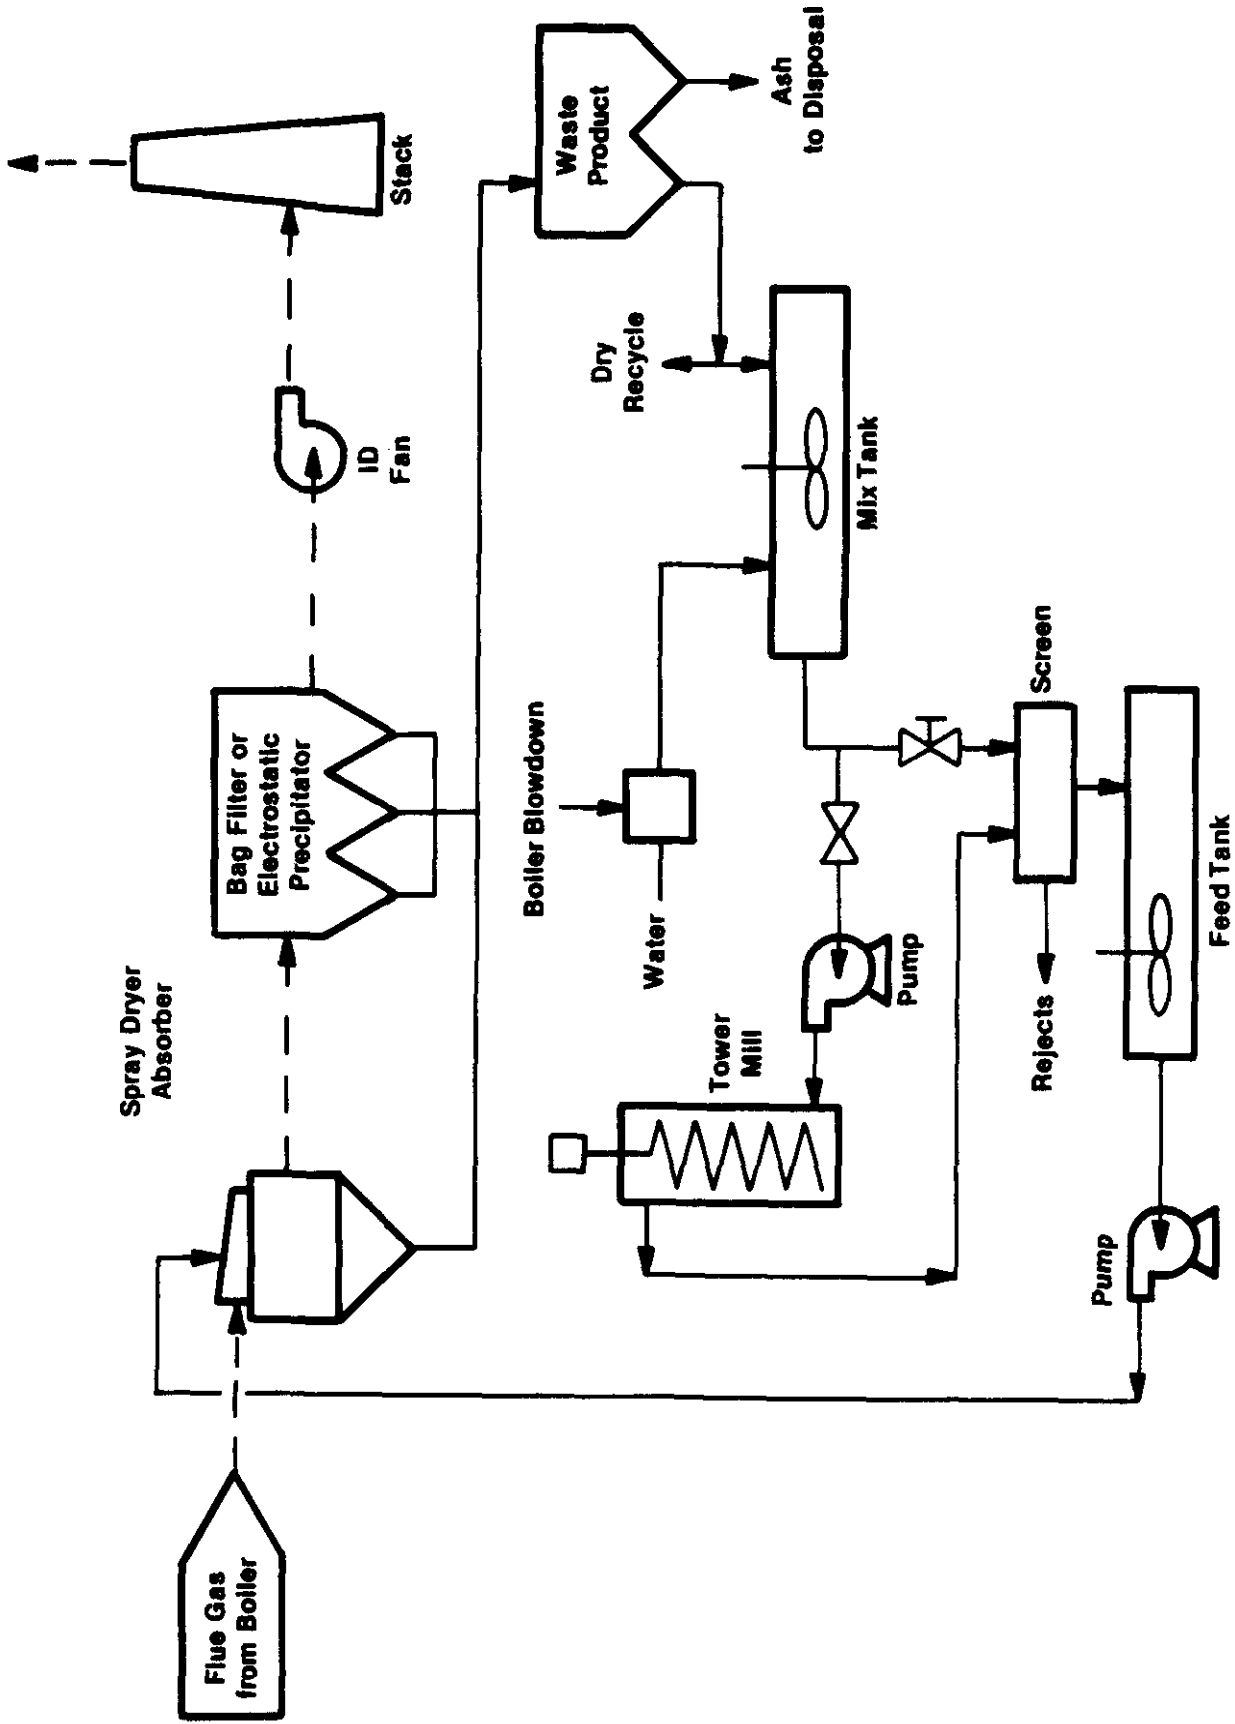 Flue Gas
from Boiler
Spray Dryer
Absorber
Bag Filter or
Electrostatic
Precipitator
ID
Fan
Stack
Waste
Product
Ash
to Disposal
Dry
Recycle
Boiler Blowdown
Water
Mix Tank
Tower
Mill
Pump
Screen
Rejects
Feed Tank
Pump